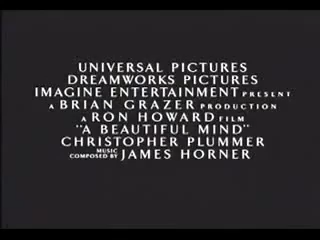 UNIVERSAL PICTURES
DREAMWORKS PICTURES
IMAGINE ENTERTAINMENT PRESENT
A BRIAN GRAZER PRODUCTION
A RON HOWARD FILM
"A BEAUTIFUL MIND"
CHRISTOPHER PLUMMER
MUSIC COMPOSED BY JAMES HORNER